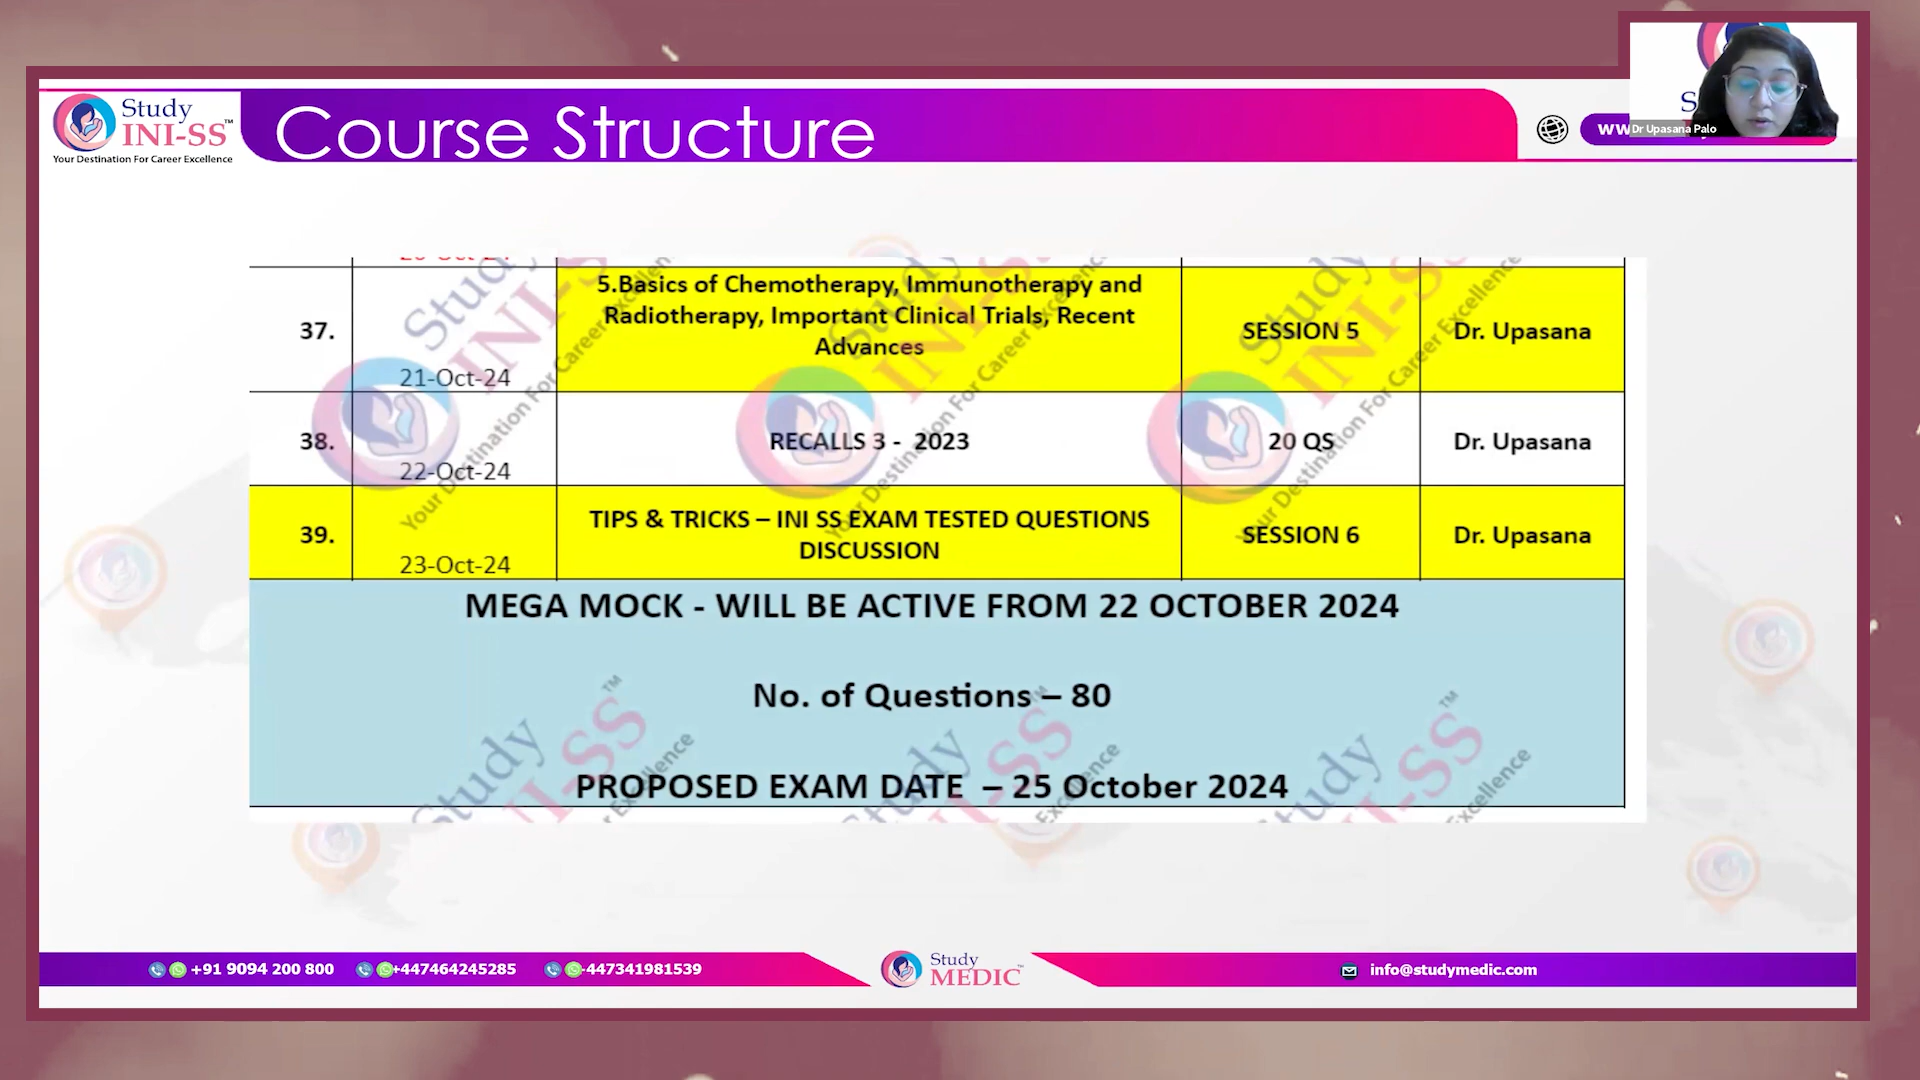 Study
INI-SS™
Your Destination For Career Excellence
Course Structure
Dr Upasana Palo
37.
21-Oct-24
5.Basics of Chemotherapy, Immunotherapy and
Radiotherapy, Important Clinical Trials, Recent
Advances
SESSION 5
Dr. Upasana
38.
22-Oct-24
RECALLS 3 - 2023
20 QS
Dr. Upasana
39.
23-Oct-24
TIPS & TRICKS – INI SS EXAM TESTED QUESTIONS
DISCUSSION
SESSION 6
Dr. Upasana
MEGA MOCK - WILL BE ACTIVE FROM 22 OCTOBER 2024
No. of Questions – 80
PROPOSED EXAM DATE – 25 October 2024
+91 9094 200 800
+447464245285
+447341981539
Study
MEDIC™
info@studymedic.com